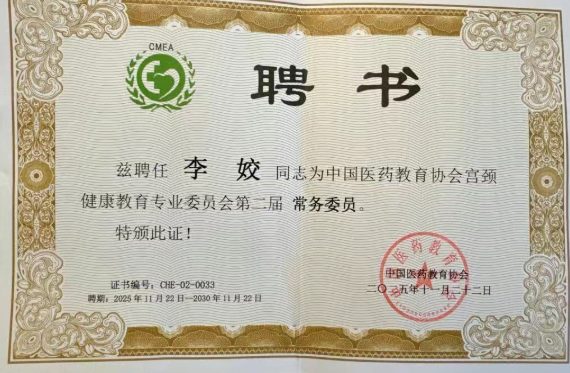 CMEA
聘书
兹聘任 李姣 同志为中国医药教育协会宫颈
健康教育专业委员会第二届 常务委员。
特颁此证!
中国医药教育协会
证书编号：CHE-02-0033
二〇二五年十一月二十二日
聘期：2025年11月22日—2030年11月22日